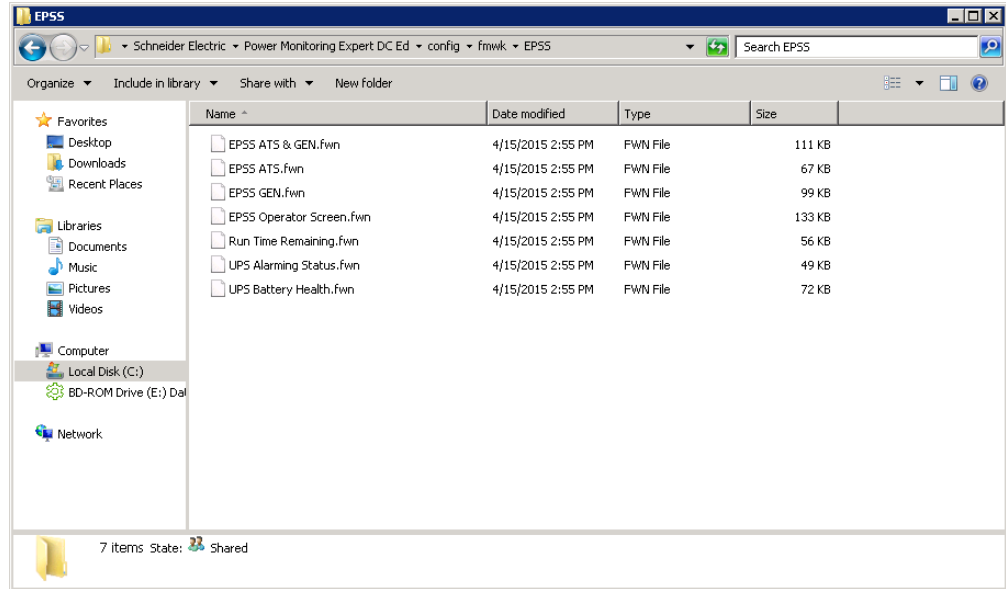 EPSS
Schneider Electric Power Monitoring Expert DC Ed config fmwk EPSS
Search EPSS
Organize Include in library Share with New folder
Name Date modified Type Size
EPSS ATS & GEN.fwn 4/15/2015 2:55 PM FWN File 111 KB
EPSS ATS.fwn 4/15/2015 2:55 PM FWN File 67 KB
EPSS GEN.fwn 4/15/2015 2:55 PM FWN File 99 KB
EPSS Operator Screen.fwn 4/15/2015 2:55 PM FWN File 133 KB
Run Time Remaining.fwn 4/15/2015 2:55 PM FWN File 56 KB
UPS Alarming Status.fwn 4/15/2015 2:55 PM FWN File 49 KB
UPS Battery Health.fwn 4/15/2015 2:55 PM FWN File 72 KB
Favorites
Desktop
Downloads
Recent Places
Libraries
Documents
Music
Pictures
Videos
Computer
Local Disk (C:)
BD-ROM Drive (E:) Dal
Network
7 items State: Shared